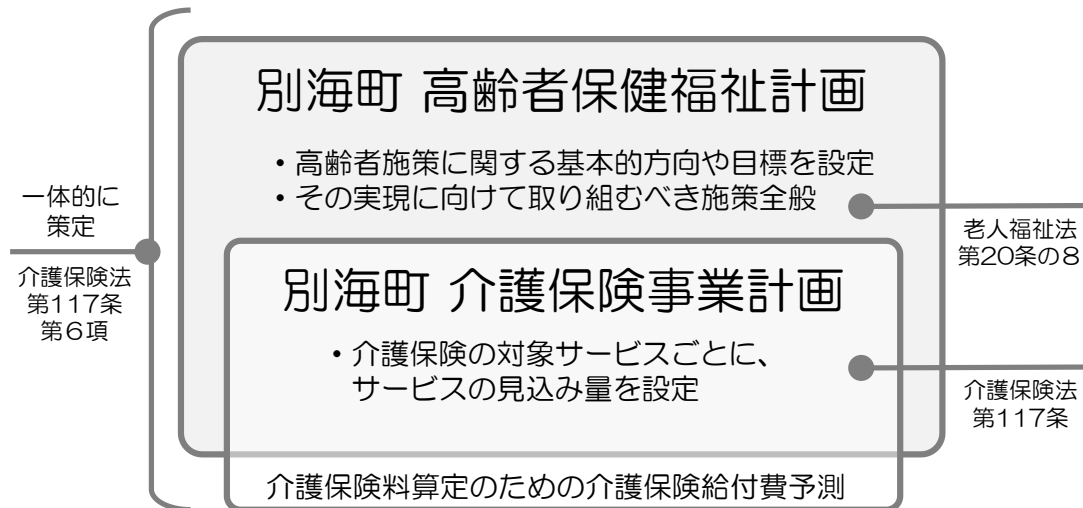 別海町 高齢者保健福祉計画
・高齢者施策に関する基本的方向や目標を設定
・その実現に向けて取り組むべき施策全般
一体的に
策定
介護保険法
第117条
第6項
老人福祉法
第20条の8
別海町 介護保険事業計画
・介護保険の対象サービスごとに、
サービスの見込み量を設定
介護保険法
第117条
介護保険料算定のための介護保険給付費予測